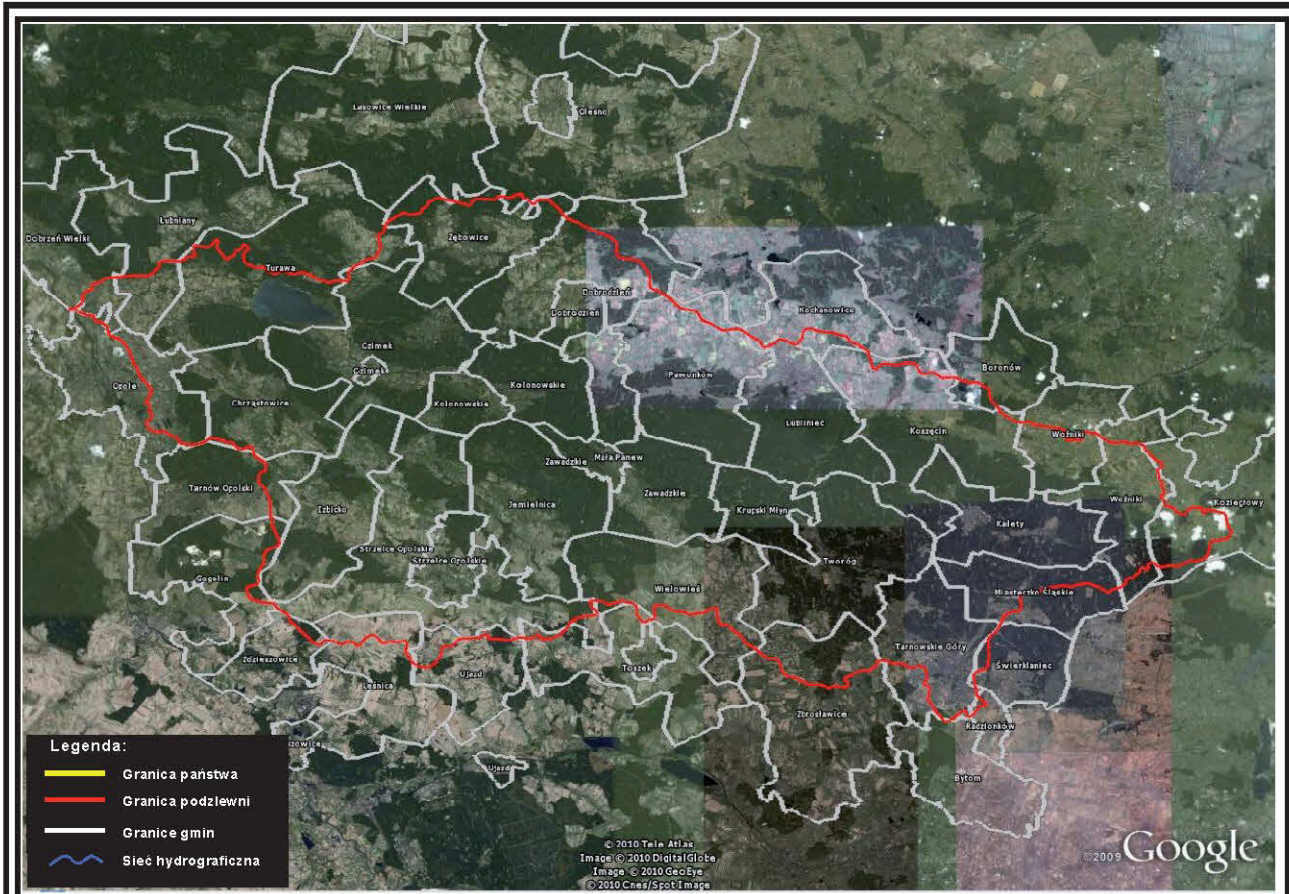 Lasowice Wielkie
Olesno
Łubniany
Dobrzeń Wielki
Zębowice
Turawa
Dobrodzień
Dobrodzień
Kochanowice
Czimek
Czimek
Opole
Chrząstowice
Kolonowskie
Kolonowskie
Pawonków
Boronów
Lubliniec
Koszęcin
Woźniki
Tarnów Opolski
Zawadzkie
Mała Panew
Zawadzkie
Izbicko
Jemielnica
Krupski Młyn
Woźniki
Koziegłowy
Kalety
Strzelce Opolskie
Strzelce Opolskie
Tworóg
Gogolin
Wielowieś
Miasteczko Śląskie
Zdzieszowice
Leśnica
Ujazd
Toszek
Tarnowskie Góry
Świerklaniec
Zbrosławice
Radzionków
Ujazd
Bytom
Legenda:
Granica państwa
Granica podzlewni
Granice gmin
Sieć hydrograficzna
© 2010 Tele Atlas
Image © 2010 DigitalGlobe
Image © 2010 GeoEye
© 2010 Cnes/Spot Image
©2009 Google